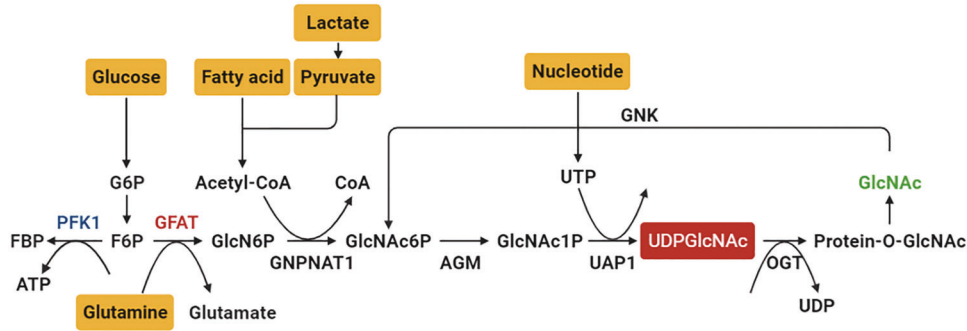 Lactate
Glucose
Fatty acid
Pyruvate
Nucleotide
GNK
G6P
Acetyl-CoA
CoA
UTP
GlcNAc
PFK1
GFAT
FBP
F6P
GlcN6P
GlcNAc6P
GlcNAc1P
UDPGlcNAc
Protein-O-GlcNAc
GNPNAT1
AGM
UAP1
OGT
ATP
Glutamine
Glutamate
UDP